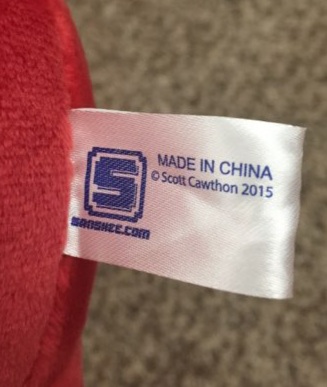 S
SANSHEE.COM
MADE IN CHINA
© Scott Cawthon 2015